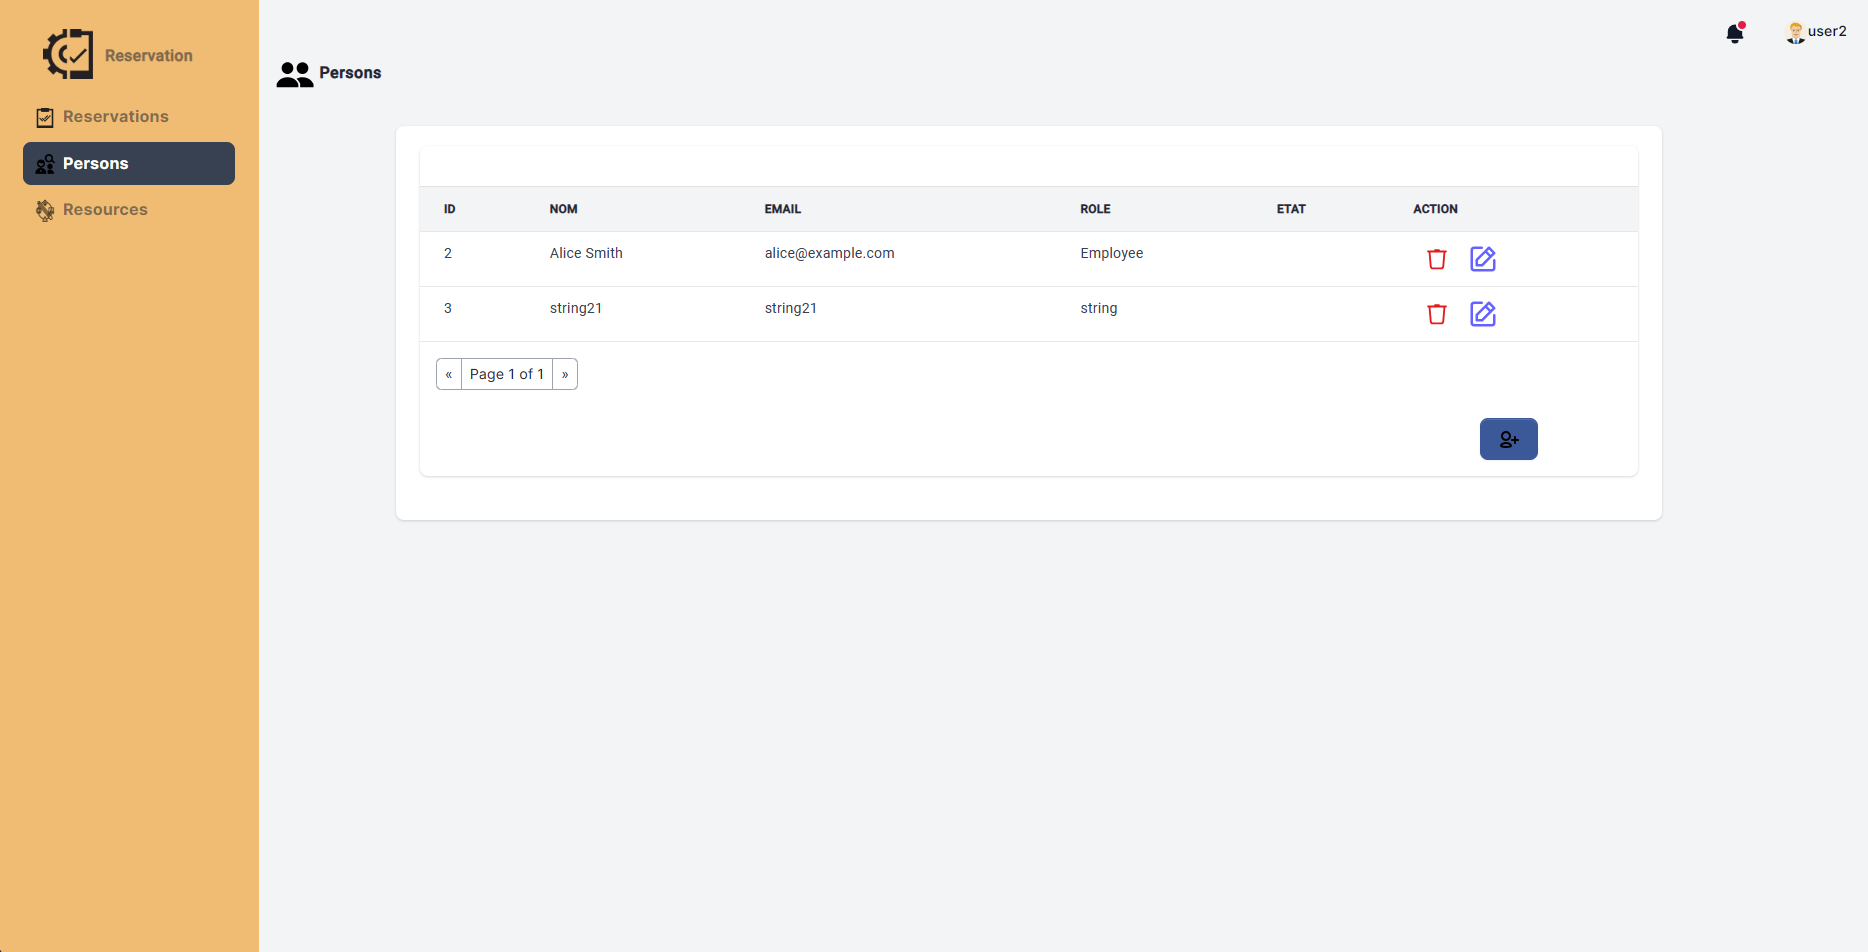 Reservation
Reservations
Persons
Resources
user2
Persons
ID NOM EMAIL ROLE ETAT ACTION
2 Alice Smith alice@example.com Employee
3 string21 string21 string
« Page 1 of 1 »